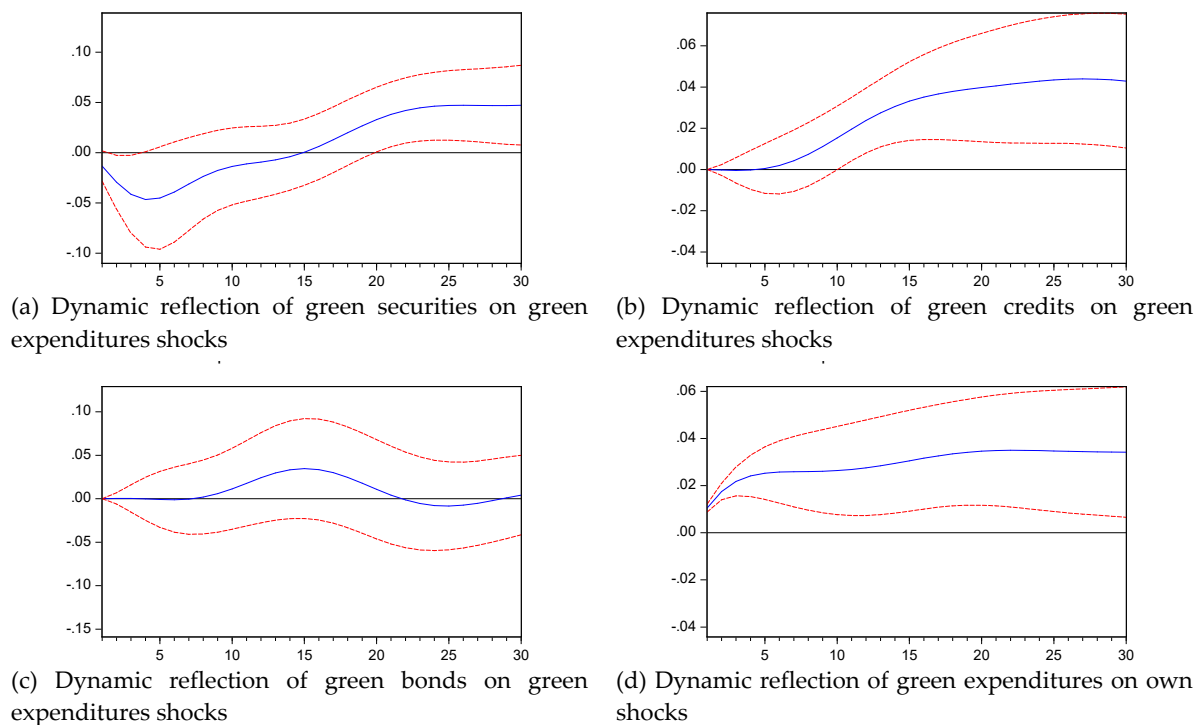 .10
.05
.00
-.05
-.10
5 10 15 20 25 30
(a) Dynamic reflection of green securities on green
expenditures shocks
.06
.04
.02
.00
-.02
-.04
5 10 15 20 25 30
(b) Dynamic reflection of green credits on green
expenditures shocks
.10
.05
.00
-.05
-.10
-.15
5 10 15 20 25 30
(c) Dynamic reflection of green bonds on green
expenditures shocks
.06
.04
.02
.00
-.02
-.04
5 10 15 20 25 30
(d) Dynamic reflection of green expenditures on own
shocks